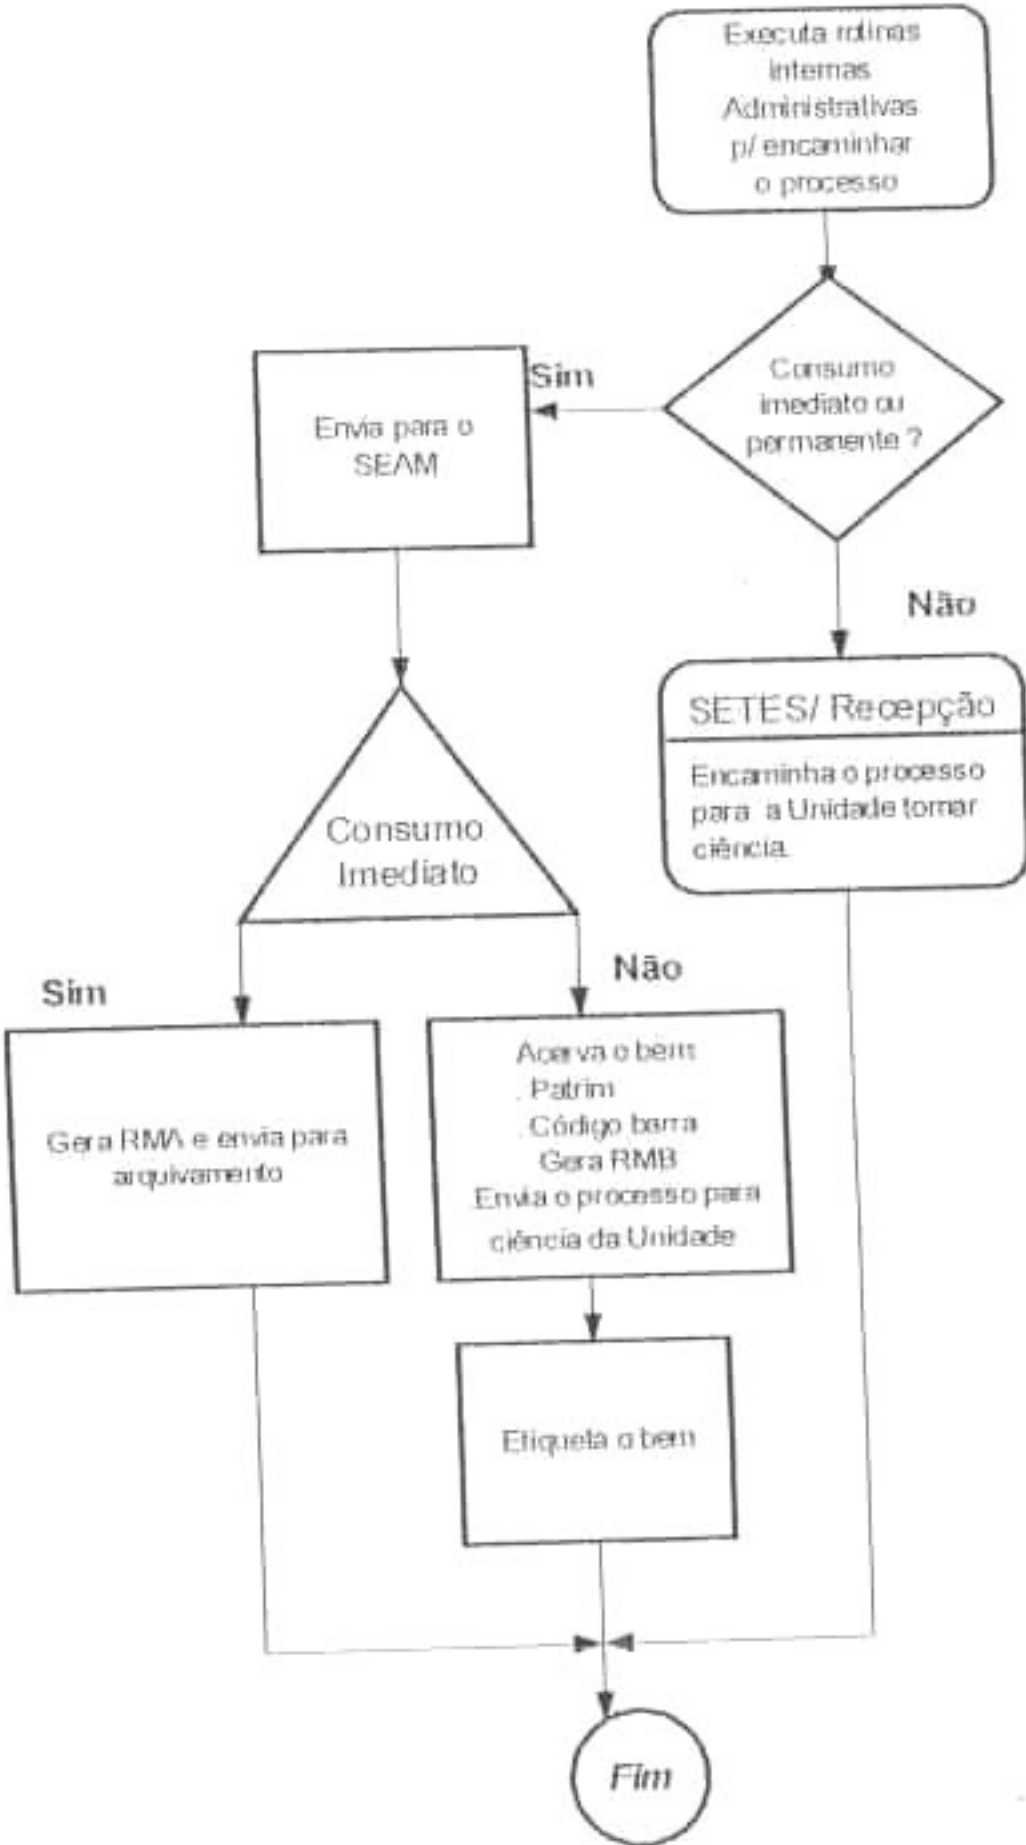 Executa rotinas
internas
Administrativas
p/ encaminhar
o processo
Consumo
imediato ou
permanente ?
Sim
Envia para o
SEAM
Não
SETES/ Recepção
Encaminha o processo
para a Unidade tomar
ciência.
Consumo
Imediato
Sim
Não
Gera RMA e envia para
arquivamento
Acerva o bem
. Patrim
. Código barra
Gera RMB
Envia o processo para
ciência da Unidade
Etiqueta o bem
Fim